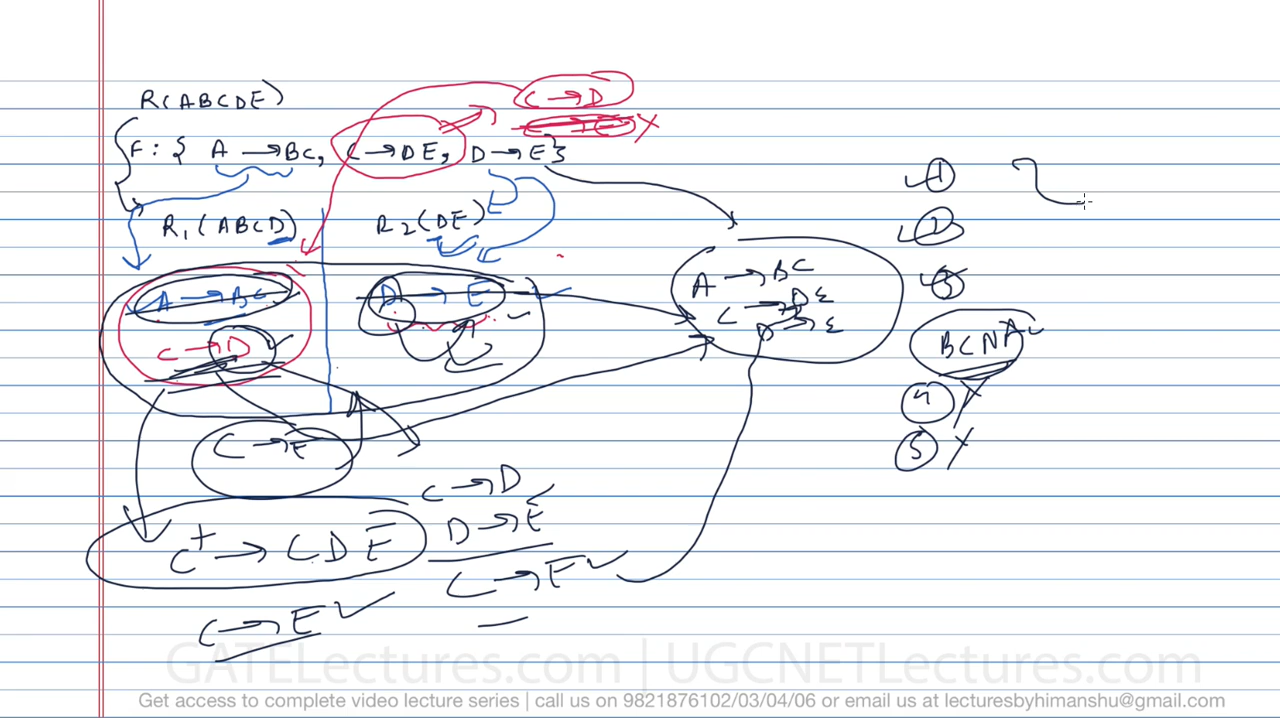 R(ABCDE)
C → D
C → E X
F: { A → BC, C → DE, D → E }
R1(ABCD) R2(DE)
A → BC D → E
C → D
A → BC
C → DE
D → E
1
2
3
BCNF
4 X
5 X
C → E
C → D
D → E
C+ → CDE
C → E
C → E
GATELectures.com | UGCNETLectures.com
Get access to complete video lecture series | call us on 9821876102/03/04/06 or email us at lecturesbyhimanshu@gmail.com